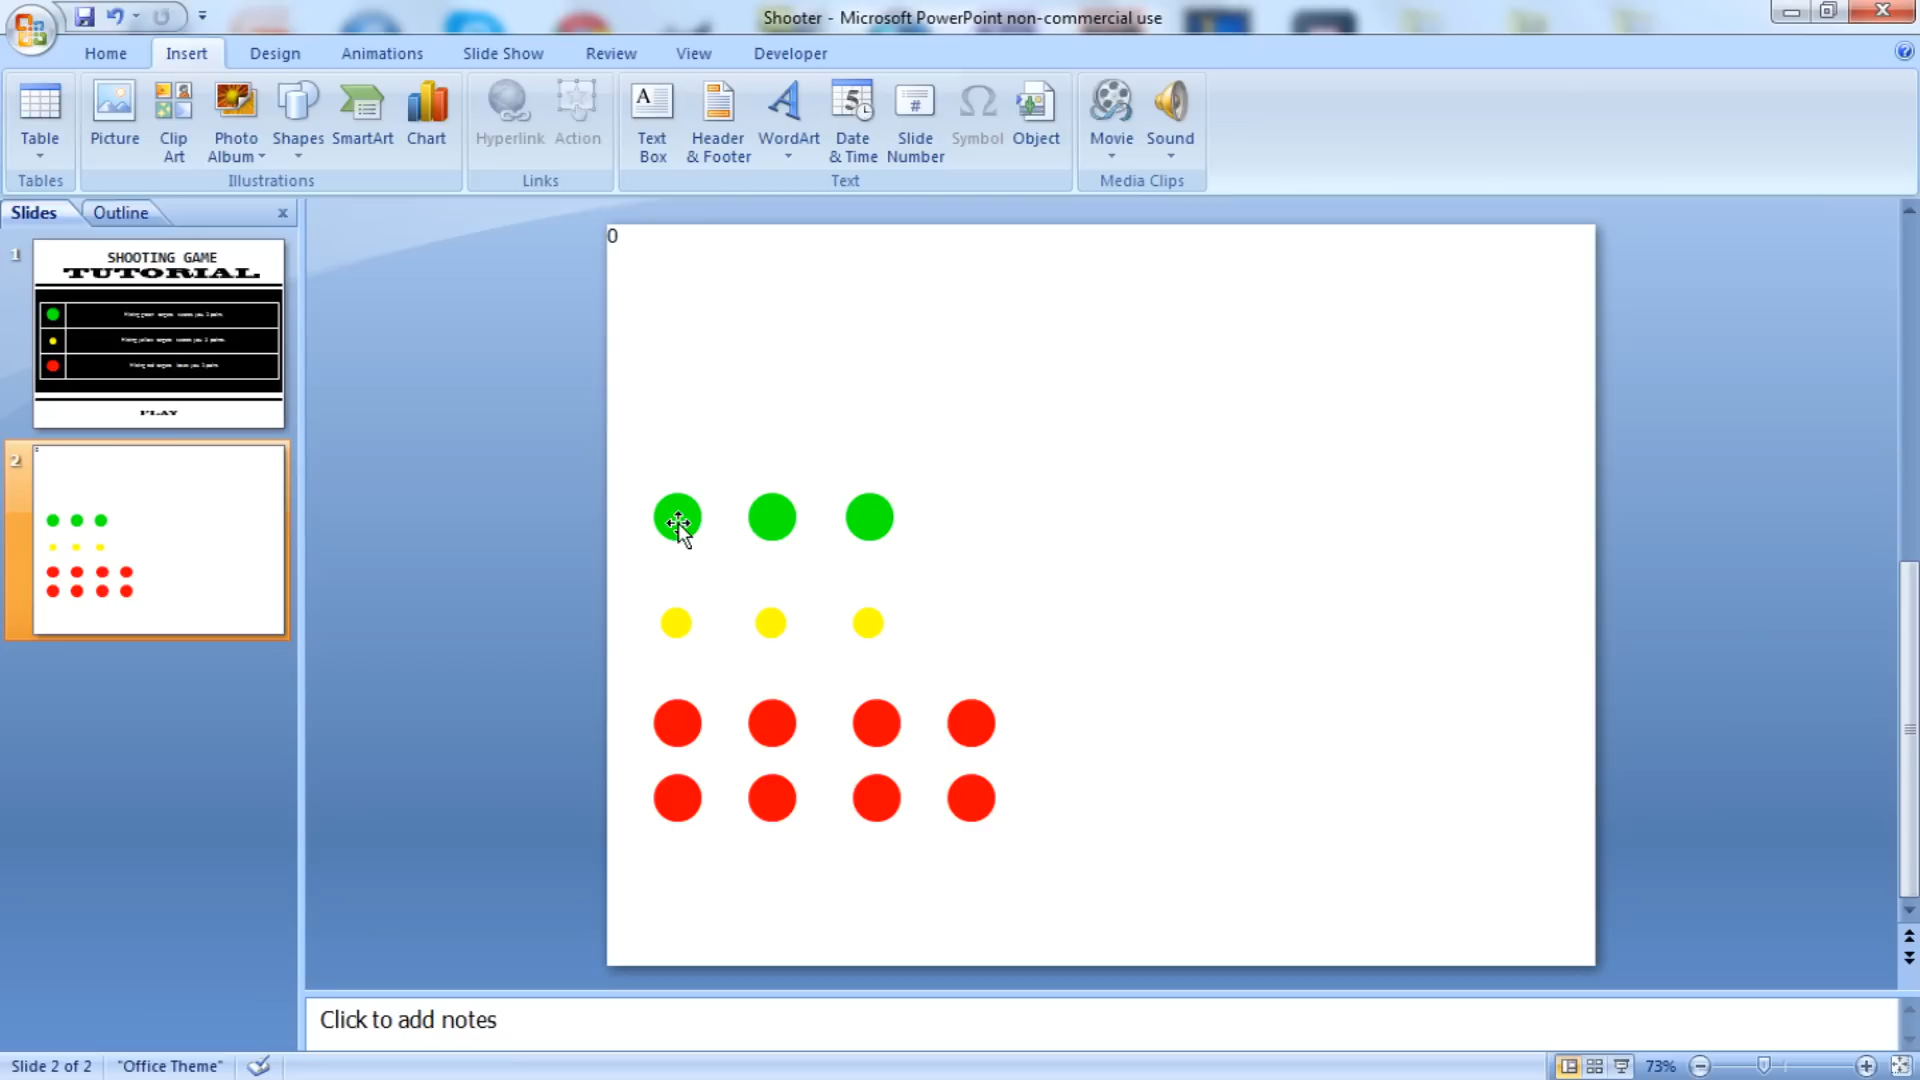 Shooter - Microsoft PowerPoint non-commercial use
Home Insert Design Animations Slide Show Review View Developer
Table Picture Clip Art Photo Album Shapes SmartArt Chart Hyperlink Action Text Box Header & Footer WordArt Date & Time Slide Number Symbol Object Movie Sound
Tables Illustrations Links Text Media Clips
Slides Outline
1
SHOOTING GAME
TUTORIAL
PLAY
2
0
Click to add notes
Slide 2 of 2 "Office Theme" 73%